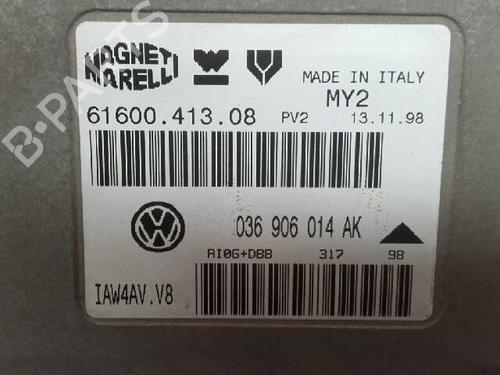 MAGNETI
MARELLI
MADE IN ITALY
MY2
61600.413.08 PV2 13.11.98
036 906 014 AK
RI0G+DBB 317 98
IAW4AV.V8
B-PARTS